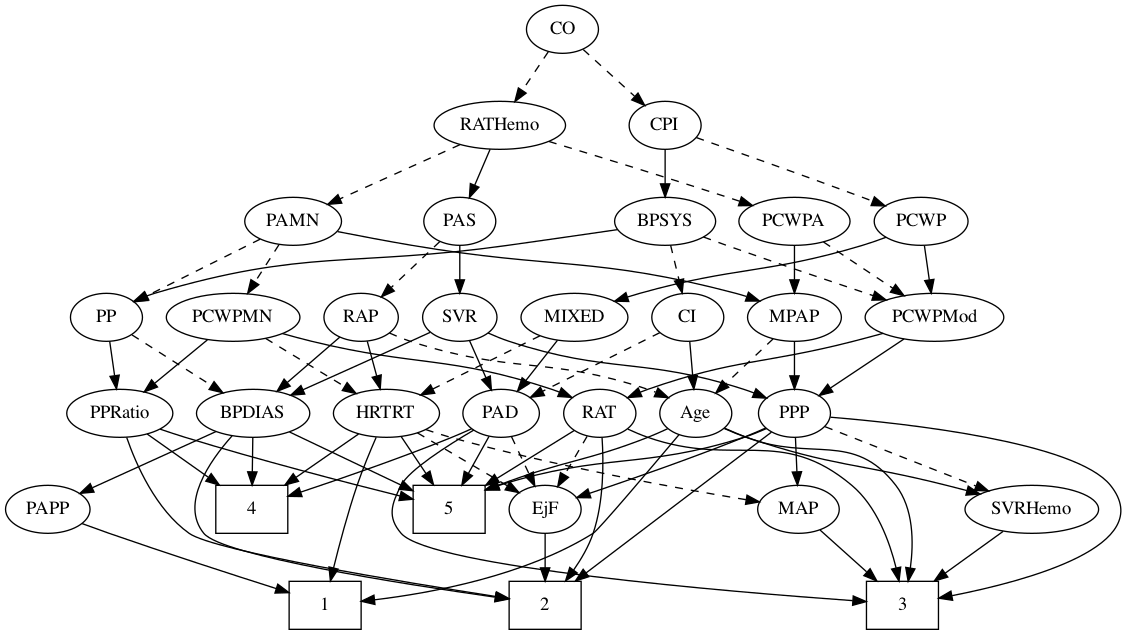 CO
RATHemo
CPI
PAMN
PAS
BPSYS
PCWPA
PCWP
PP
PCWPMN
RAP
SVR
MIXED
CI
MPAP
PCWPMod
PPRatio
BPDIAS
HRTRT
PAD
RAT
Age
PPP
PAPP
4
5
EjF
MAP
SVRHemo
1
2
3